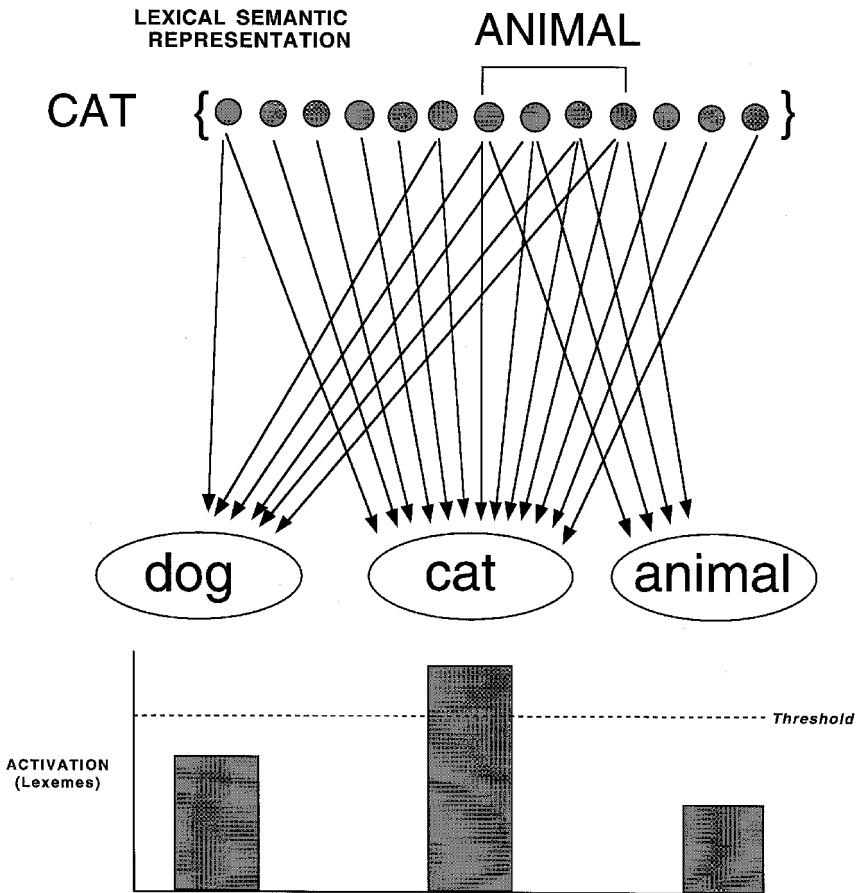 LEXICAL SEMANTIC
REPRESENTATION
ANIMAL
CAT { }
dog cat animal
Threshold
ACTIVATION
(Lexemes)